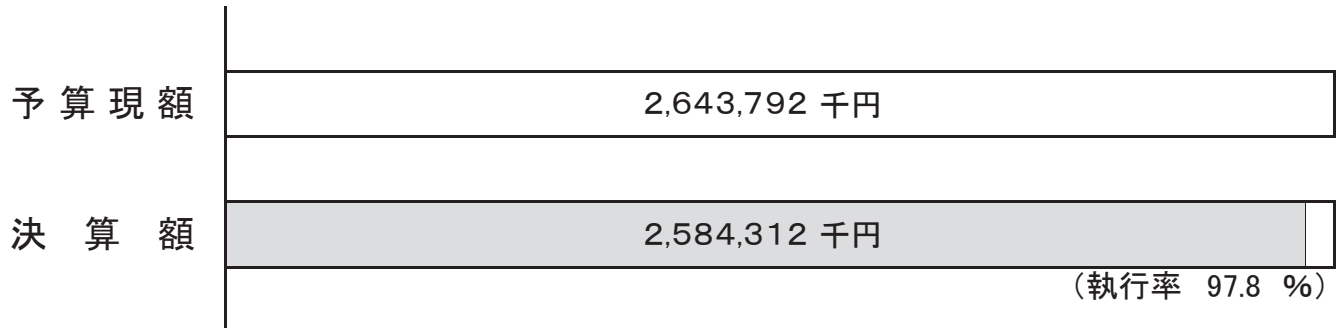 予算現額 2,643,792 千円
決算額 2,584,312 千円
(執行率 97.8 %)